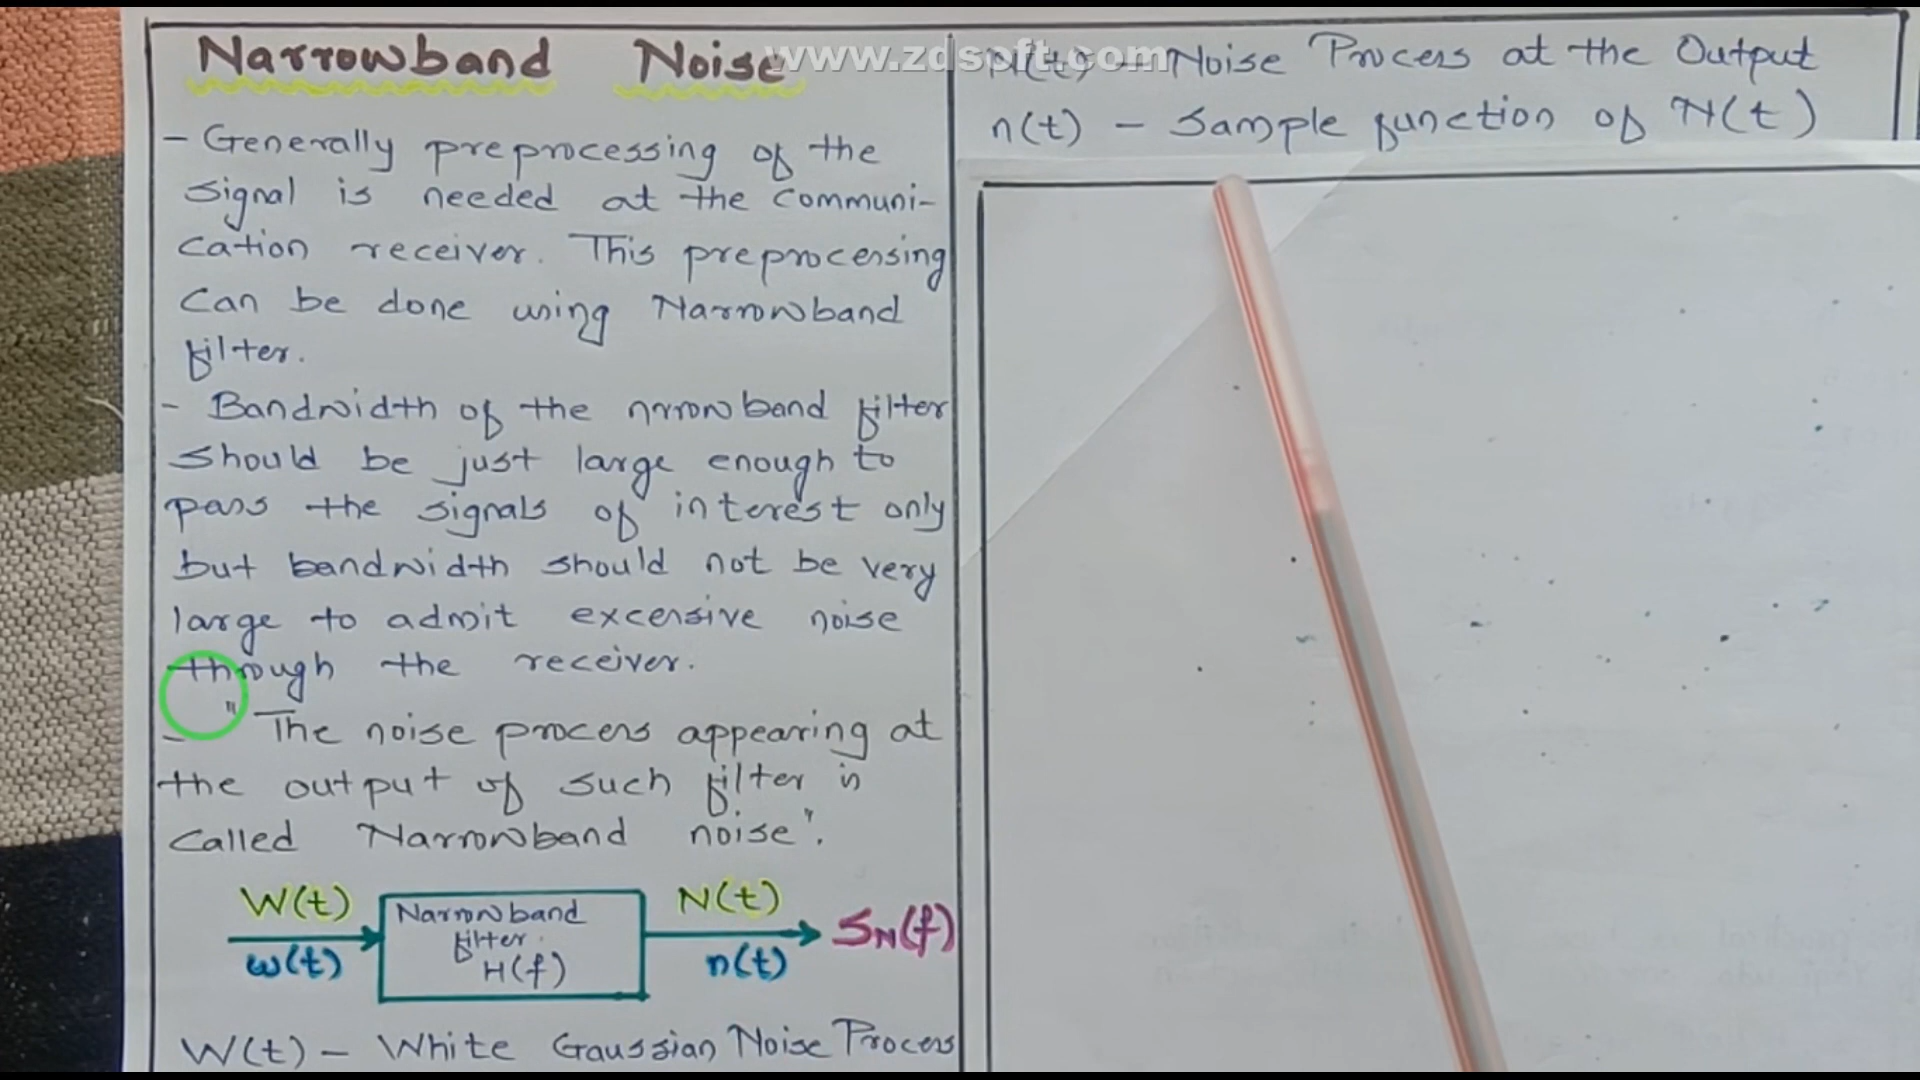 Narrowband Noise
- Generally preprocessing of the
signal is needed at the communi-
cation receiver. This preprocessing
can be done using Narrowband
filter.
- Bandwidth of the nrrowband filter
should be just large enough to
pass the signals of interest only
but bandwidth should not be very
large to admit excessive noise
through the receiver.
- "The noise process appearing at
the output of such filter is
called Narrowband noise".
W(t)
w(t)
Narrowband
filter.
H(f)
N(t)
n(t)
SN(f)
W(t) - White Gaussian Noise Process
www.zdsoft.com
N(t) - Noise Process at the Output
n(t) - Sample function of N(t)